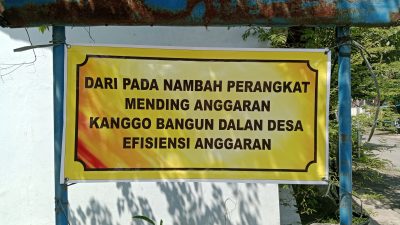 DARI PADA NAMBAH PERANGKAT
MENDING ANGGARAN
KANGGO BANGUN DALAN DESA
EFISIENSI ANGGARAN